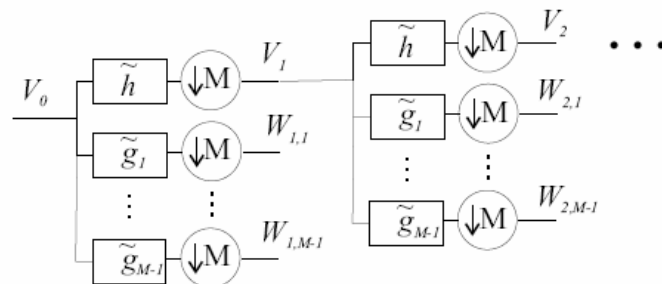 V₀ h̃ ↓M V₁ h̃ ↓M V₂ • • •
g̃₁ ↓M W₁,₁ g̃₁ ↓M W₂,₁
⋮ ⋮ ⋮ ⋮
g̃M-1 ↓M W₁,M-1 g̃M-1 ↓M W₂,M-1